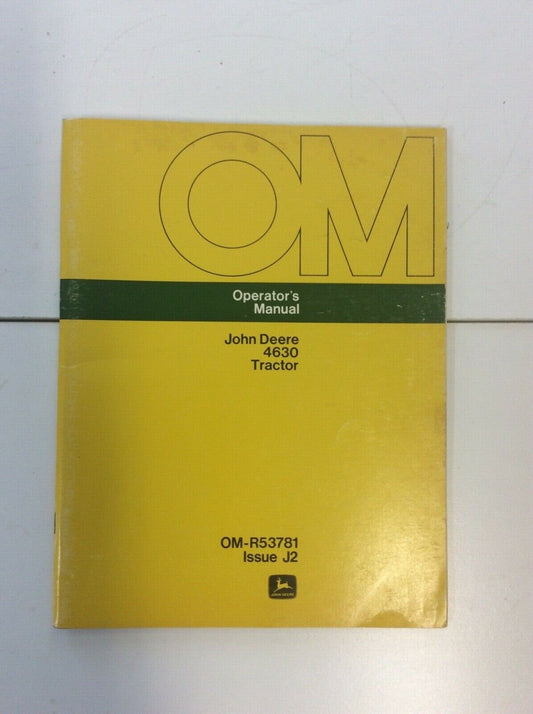 OM
Operator's
Manual
John Deere
4630
Tractor
OM-R53781
Issue J2
JOHN DEERE